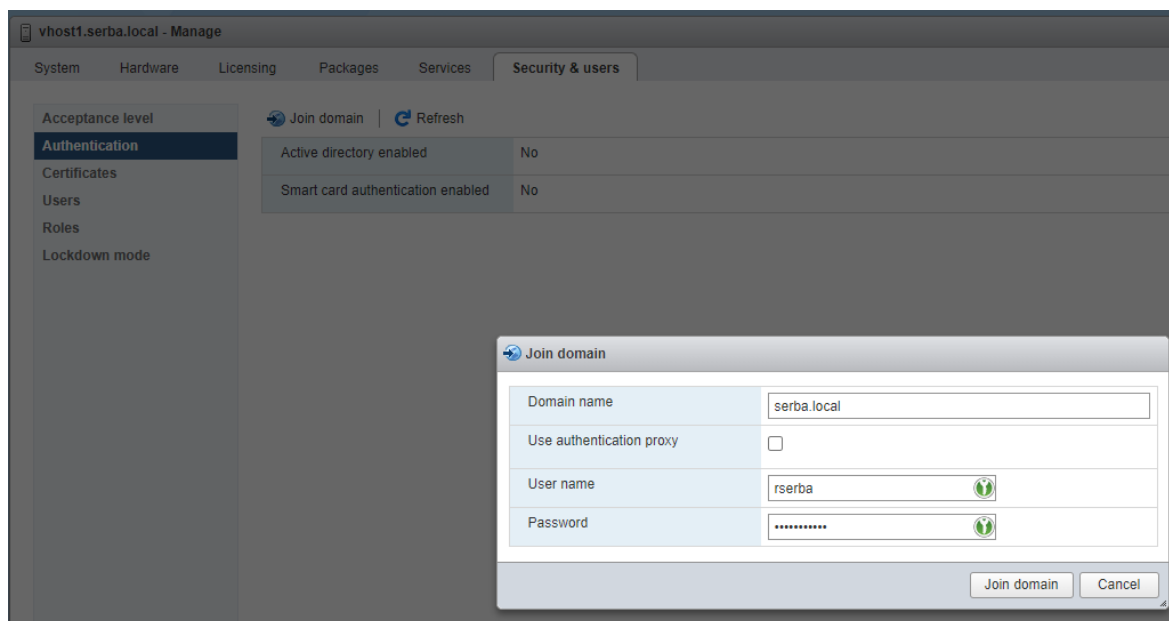 vhost1.serba.local - Manage
System Hardware Licensing Packages Services Security & users
Acceptance level
Authentication
Certificates
Users
Roles
Lockdown mode
Join domain Refresh
Active directory enabled No
Smart card authentication enabled No
Join domain
Domain name serba.local
Use authentication proxy
User name rserba
Password •••••••••••
Join domain Cancel